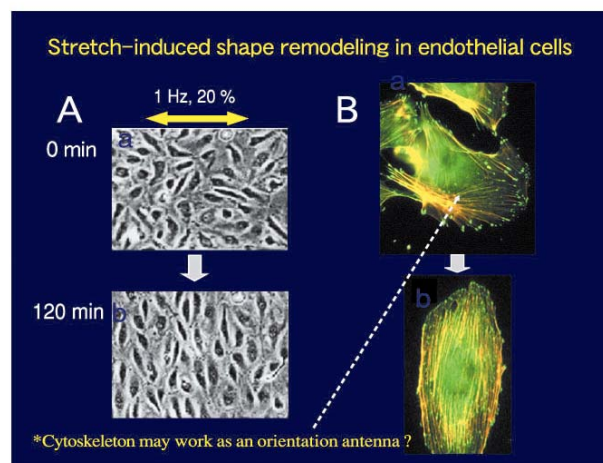 Stretch-induced shape remodeling in endothelial cells
A
1 Hz, 20 %
B
a
a
0 min
120 min
b
b
*Cytoskeleton may work as an orientation antenna ?